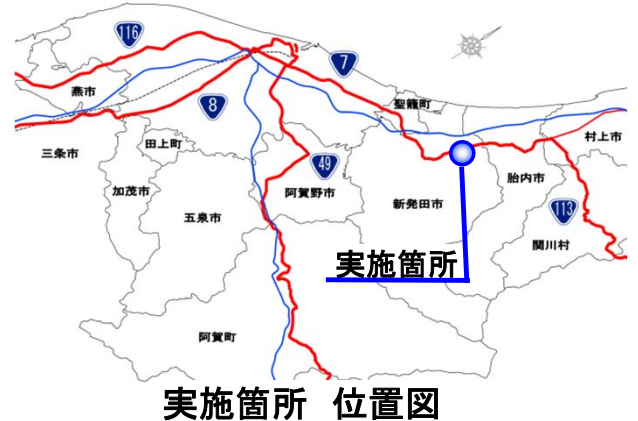 116
7
燕市
8
聖籠町
三条市
田上町
村上市
49
加茂市
阿賀野市
胎内市
五泉市
新発田市
113
関川村
実施箇所
阿賀町
実施箇所 位置図